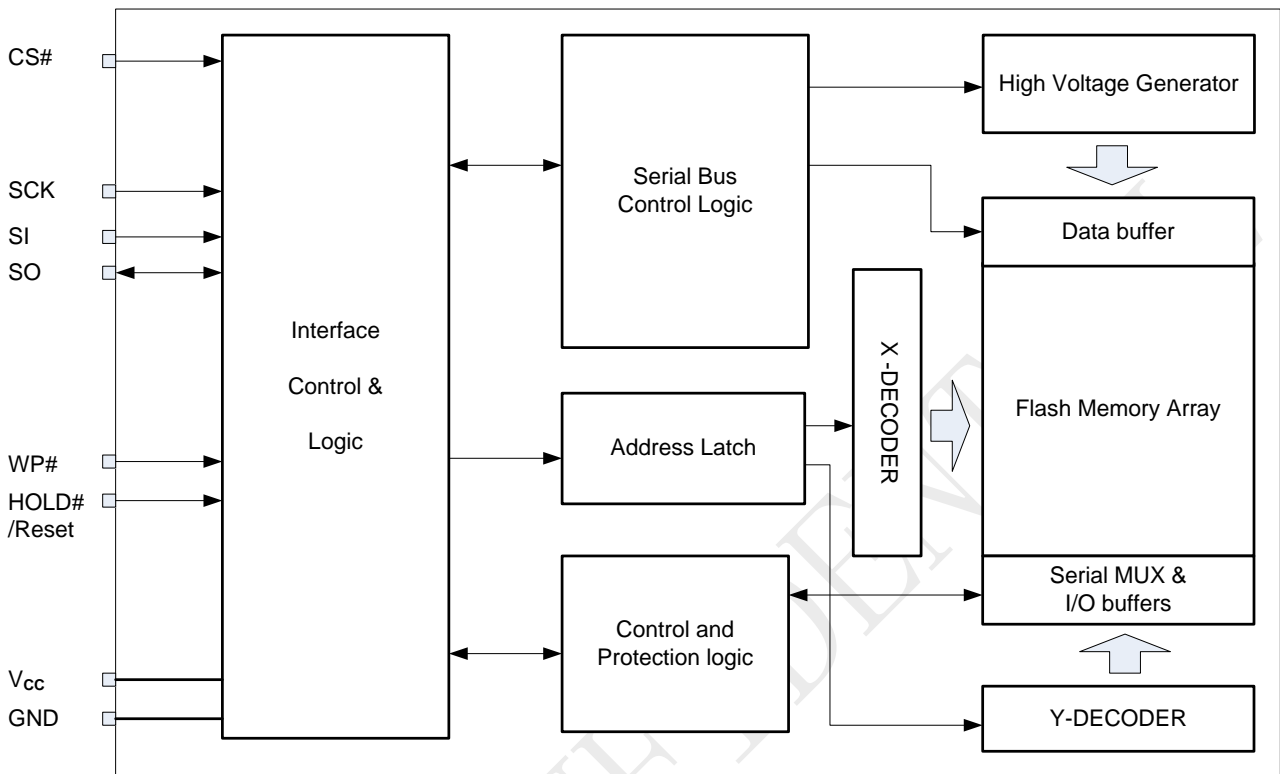 CS#
SCK
SI
SO
WP#
HOLD#
/Reset
Vcc
GND
Interface
Control &
Logic
Serial Bus
Control Logic
Address Latch
Control and
Protection logic
X -DECODER
High Voltage Generator
Data buffer
Flash Memory Array
Serial MUX &
I/O buffers
Y-DECODER